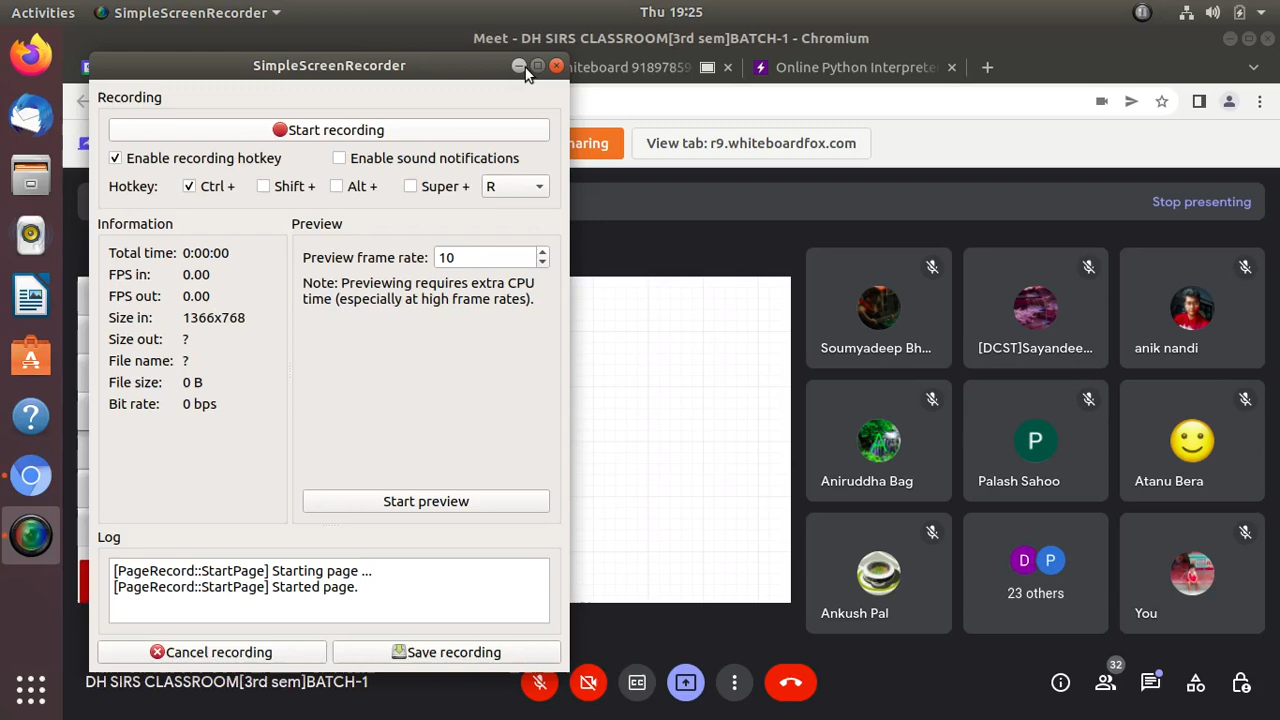 Activities
SimpleScreenRecorder
Thu 19:25
Meet - DH SIRS CLASSROOM[3rd sem]BATCH-1 - Chromium
SimpleScreenRecorder
Online Python Interprete
haring
View tab: r9.whiteboardfox.com
Stop presenting
Recording
Start recording
Enable recording hotkey
Enable sound notifications
Hotkey:
Ctrl +
Shift +
Alt +
Super +
R
Information
Total time: 0:00:00
FPS in: 0.00
FPS out: 0.00
Size in: 1366x768
Size out: ?
File name: ?
File size: 0 B
Bit rate: 0 bps
Preview
Preview frame rate: 10
Note: Previewing requires extra CPU
time (especially at high frame rates).
Start preview
Log
[PageRecord::StartPage] Starting page ...
[PageRecord::StartPage] Started page.
Cancel recording
Save recording
Soumyadeep Bh...
[DCST]Sayandee...
anik nandi
Aniruddha Bag
P
Palash Sahoo
Atanu Bera
Ankush Pal
D
P
23 others
You
DH SIRS CLASSROOM[3rd sem]BATCH-1
32